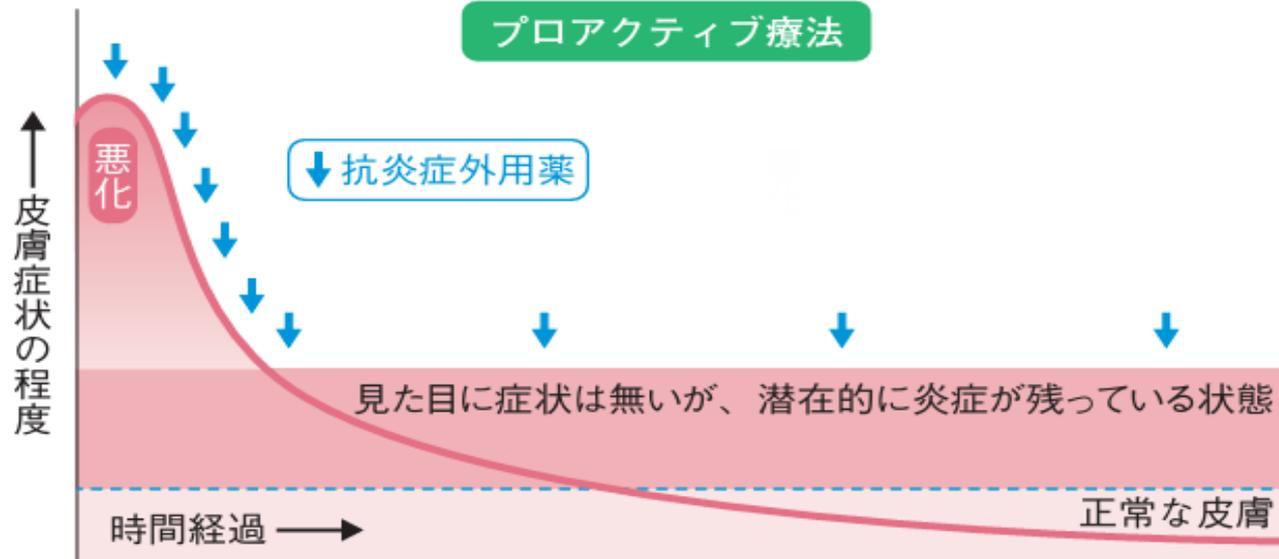 プロアクティブ療法
悪化
抗炎症外用薬
皮膚症状の程度
見た目に症状は無いが、潜在的に炎症が残っている状態
正常な皮膚
時間経過